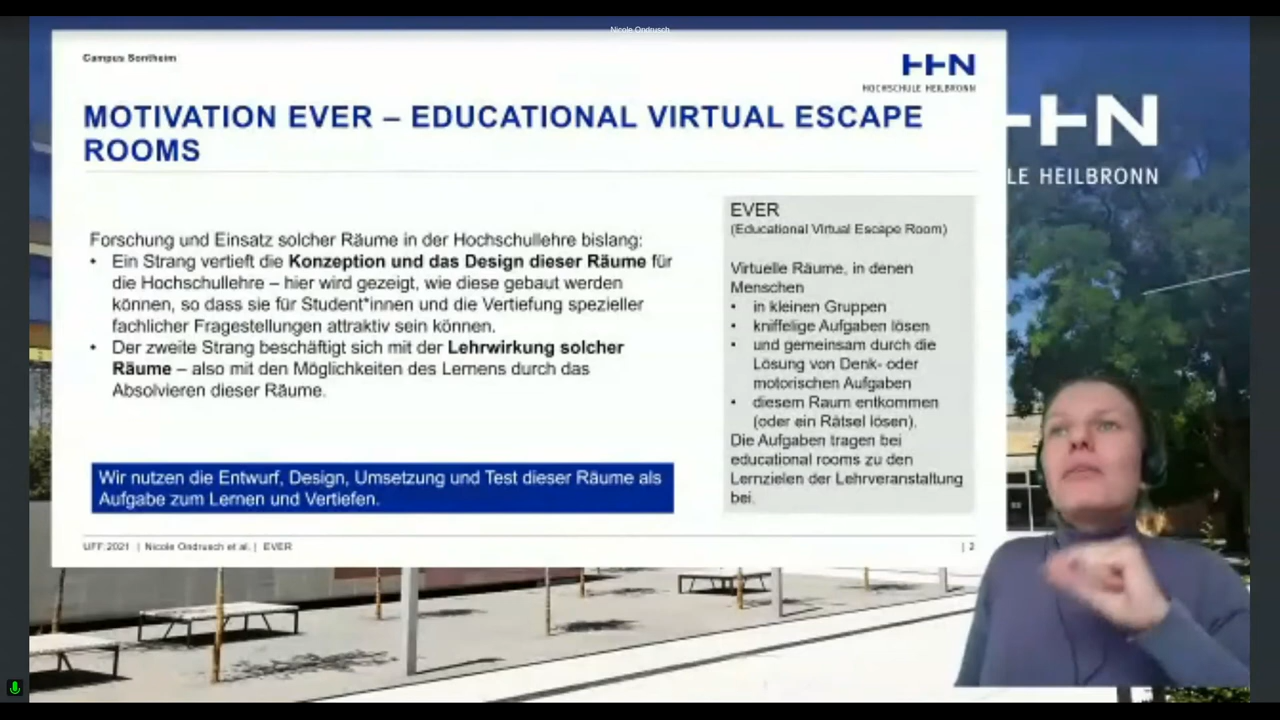 Nicole Ondrusch
Campus Sontheim
HHN
HOCHSCHULE HEILBRONN
MOTIVATION EVER – EDUCATIONAL VIRTUAL ESCAPE
ROOMS
Forschung und Einsatz solcher Räume in der Hochschullehre bislang:
• Ein Strang vertieft die Konzeption und das Design dieser Räume für
die Hochschullehre – hier wird gezeigt, wie diese gebaut werden
können, so dass sie für Student*innen und die Vertiefung spezieller
fachlicher Fragestellungen attraktiv sein können.
• Der zweite Strang beschäftigt sich mit der Lehrwirkung solcher
Räume – also mit den Möglichkeiten des Lernens durch das
Absolvieren dieser Räume.
Wir nutzen die Entwurf, Design, Umsetzung und Test dieser Räume als
Aufgabe zum Lernen und Vertiefen.
EVER
(Educational Virtual Escape Room)
Virtuelle Räume, in denen
Menschen
• in kleinen Gruppen
• kniffelige Aufgaben lösen
• und gemeinsam durch die
Lösung von Denk- oder
motorischen Aufgaben
• diesem Raum entkommen
(oder ein Rätsel lösen).
Die Aufgaben tragen bei
educational rooms zu den
Lernzielen der Lehrveranstaltung
bei.
UFF.2021 | Nicole Ondrusch et al. | EVER
| 2
HHN
LE HEILBRONN